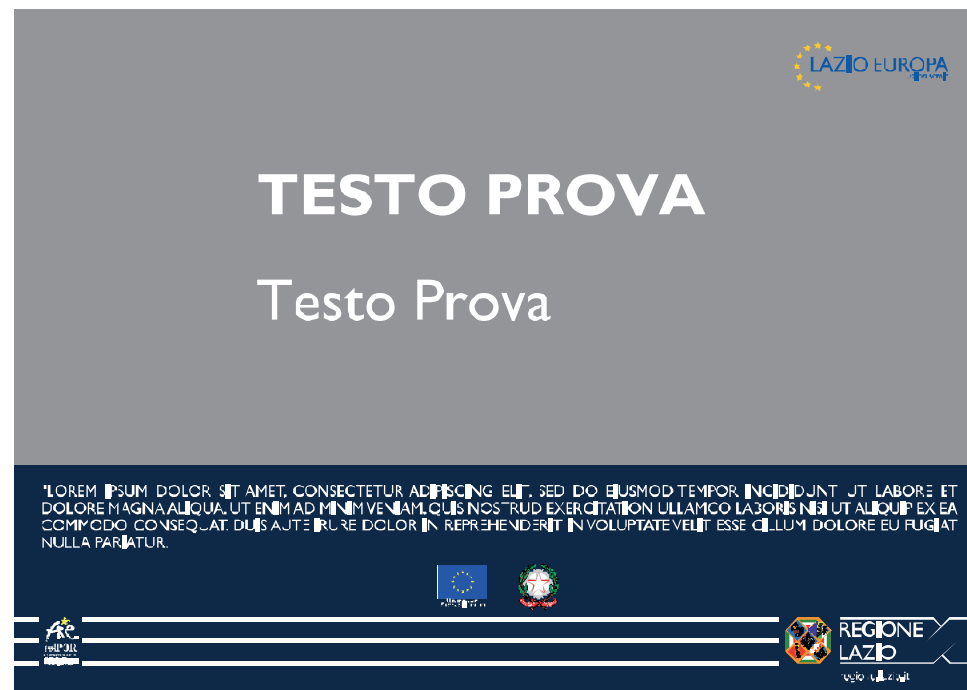 LAZIO EUROPA
TESTO PROVA
Testo Prova
"LOREM IPSUM DOLOR SIT AMET, CONSECTETUR ADIPISCING ELIT, SED DO EIUSMOD TEMPOR INCIDIDUNT UT LABORE ET
DOLORE MAGNA ALIQUA. UT ENIM AD MINIM VENIAM, QUIS NOSTRUD EXERCITATION ULLAMCO LABORIS NISI UT ALIQUIP EX EA
COMMODO CONSEQUAT. DUIS AUTE IRURE DOLOR IN REPREHENDERIT IN VOLUPTATE VELIT ESSE CILLUM DOLORE EU FUGIAT
NULLA PARIATUR.
REGIONE
LAZIO